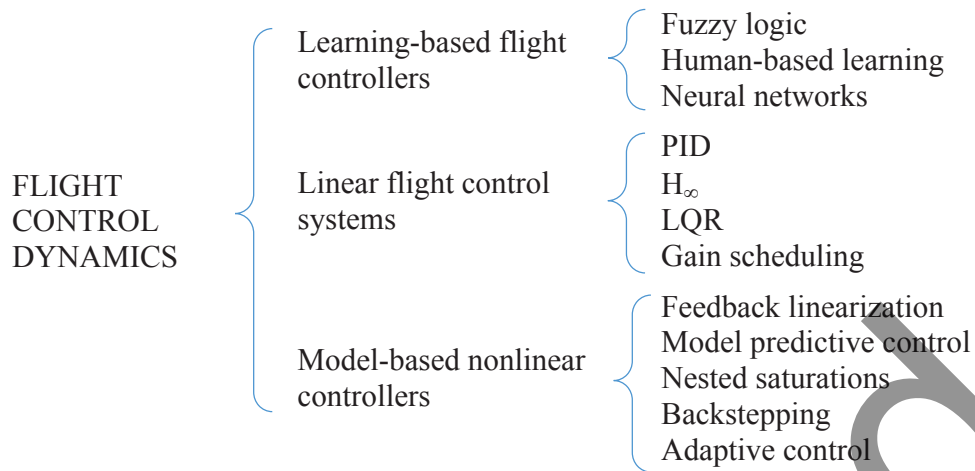 FLIGHT
CONTROL
DYNAMICS
Learning-based flight
controllers
Fuzzy logic
Human-based learning
Neural networks
Linear flight control
systems
PID
H∞
LQR
Gain scheduling
Model-based nonlinear
controllers
Feedback linearization
Model predictive control
Nested saturations
Backstepping
Adaptive control